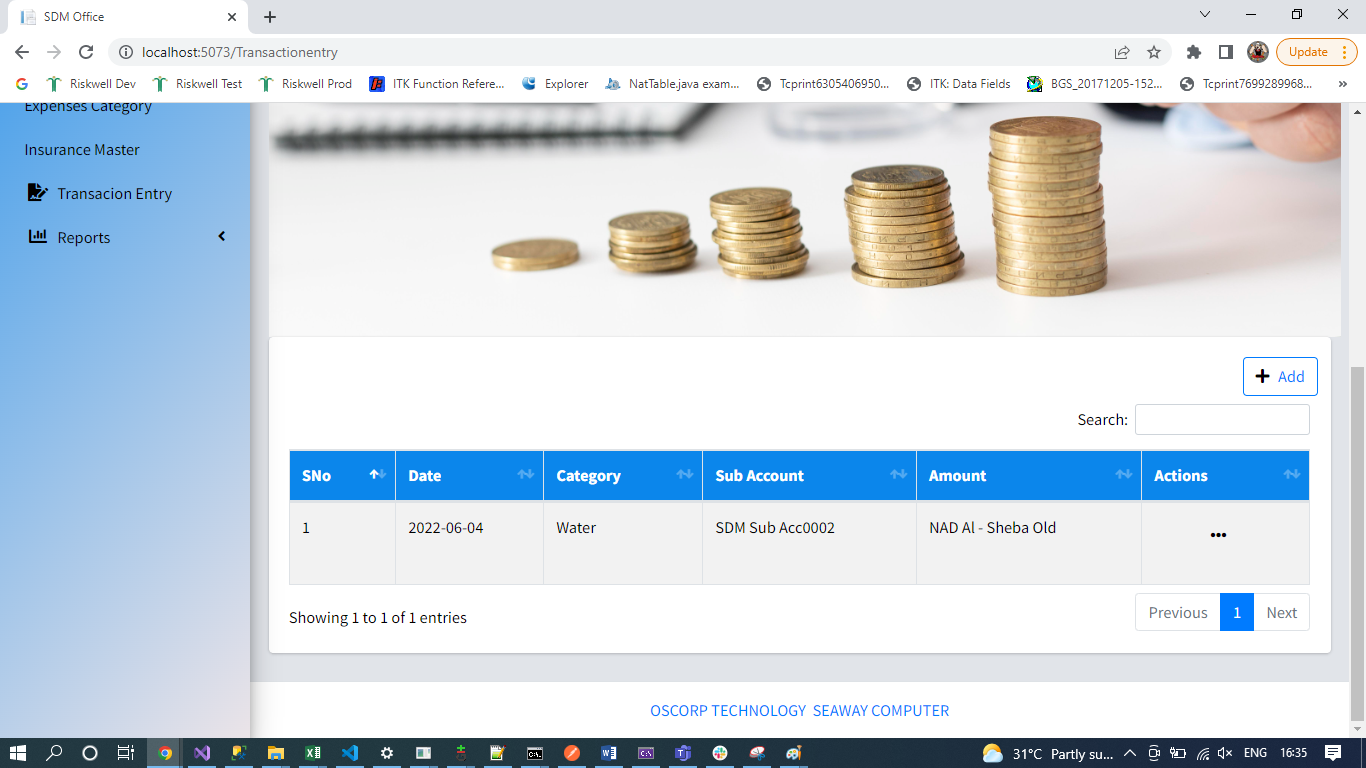 SDM Office
localhost:5073/Transactionentry
Update
Riskwell Dev Riskwell Test Riskwell Prod ITK Function Refere... Explorer NatTable.java exam... Tcprint6305406950... ITK: Data Fields BGS_20171205-152... Tcprint7699289968... »
Expenses Category
Insurance Master
Transacion Entry
Reports
Add
Search:
SNo Date Category Sub Account Amount Actions
1 2022-06-04 Water SDM Sub Acc0002 NAD Al - Sheba Old
Showing 1 to 1 of 1 entries
Previous 1 Next
OSCORP TECHNOLOGY SEAWAY COMPUTER
31°C Partly su... ENG 16:35